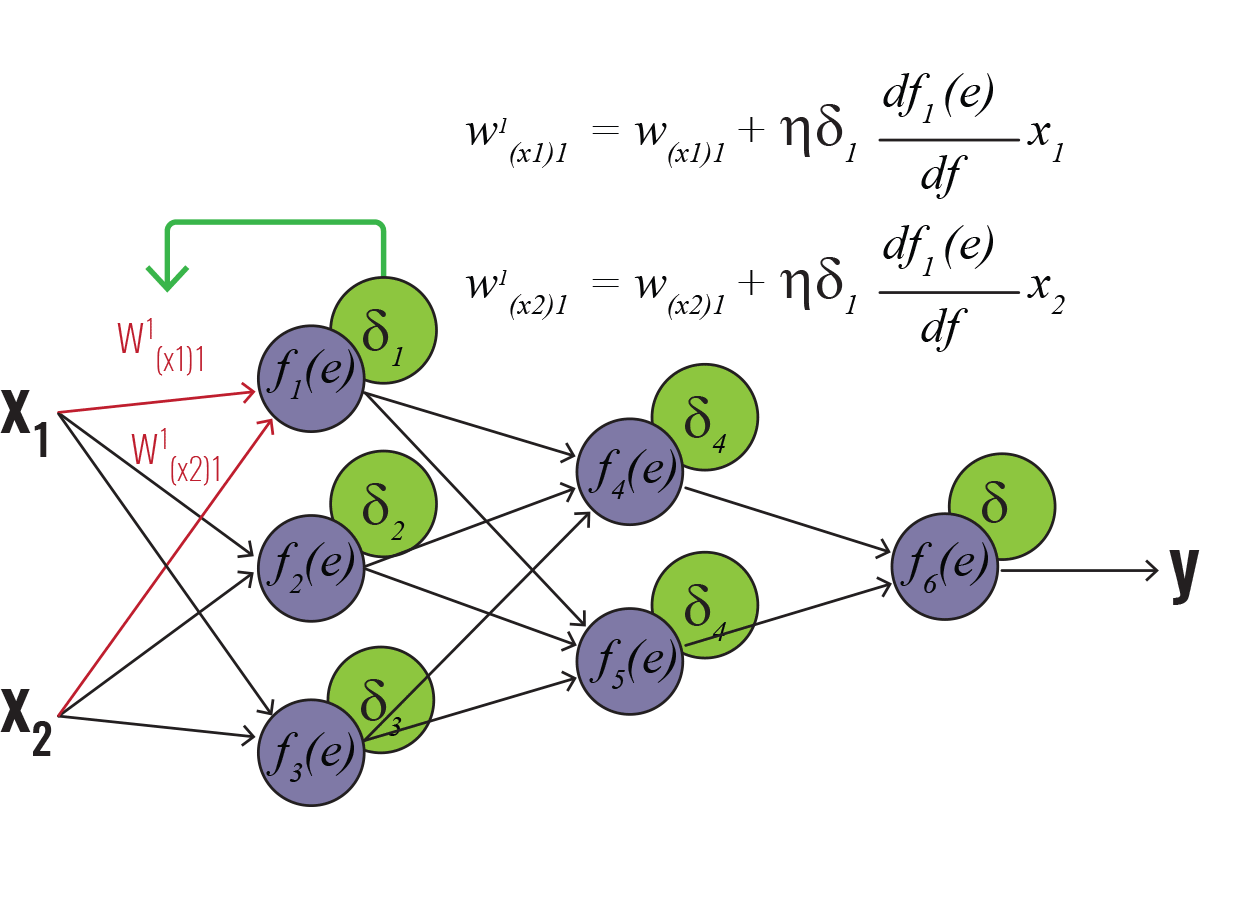 w¹₍ₓ₁₎₁ = w₍ₓ₁₎₁ + ηδ₁ df₁(e)/df x₁
w¹₍ₓ₂₎₁ = w₍ₓ₂₎₁ + ηδ₁ df₁(e)/df x₂
δ₁
W¹₍ₓ₁₎₁
f₁(e)
x₁
W¹₍ₓ₂₎₁
δ₄
f₄(e)
δ₂
f₂(e)
δ
f₆(e)
y
δ₄
f₅(e)
x₂
δ₃
f₃(e)